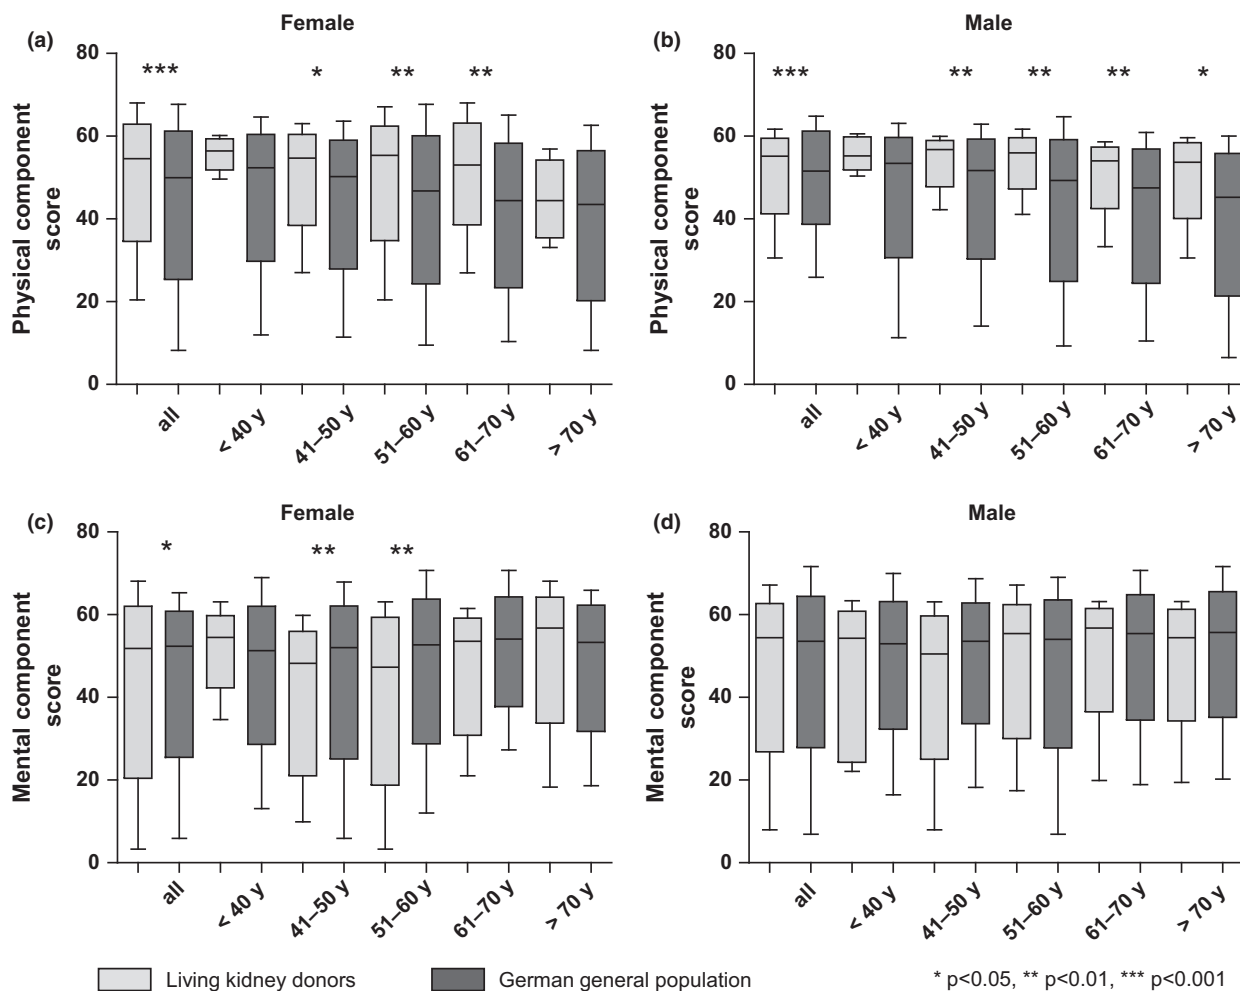 (a)
Female
Physical component
score
80
60
40
20
0
***
*
**
**
all
< 40 y
41–50 y
51–60 y
61–70 y
> 70 y
(b)
Male
Physical component
score
80
60
40
20
0
***
**
**
**
*
all
< 40 y
41–50 y
51–60 y
61–70 y
> 70 y
(c)
Female
Mental component
score
80
60
40
20
0
*
**
**
all
< 40 y
41–50 y
51–60 y
61–70 y
> 70 y
(d)
Male
Mental component
score
80
60
40
20
0
all
< 40 y
41–50 y
51–60 y
61–70 y
> 70 y
Living kidney donors
German general population
* p<0.05, ** p<0.01, *** p<0.001